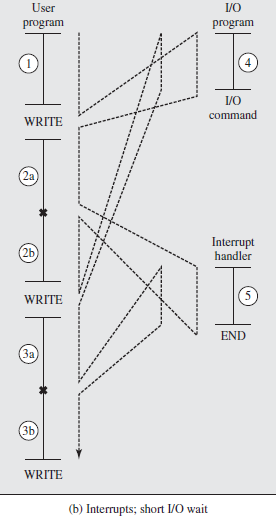 User
program
1
WRITE
2a
2b
WRITE
3a
3b
WRITE
I/O
program
4
I/O
command
Interrupt
handler
5
END
(b) Interrupts; short I/O wait